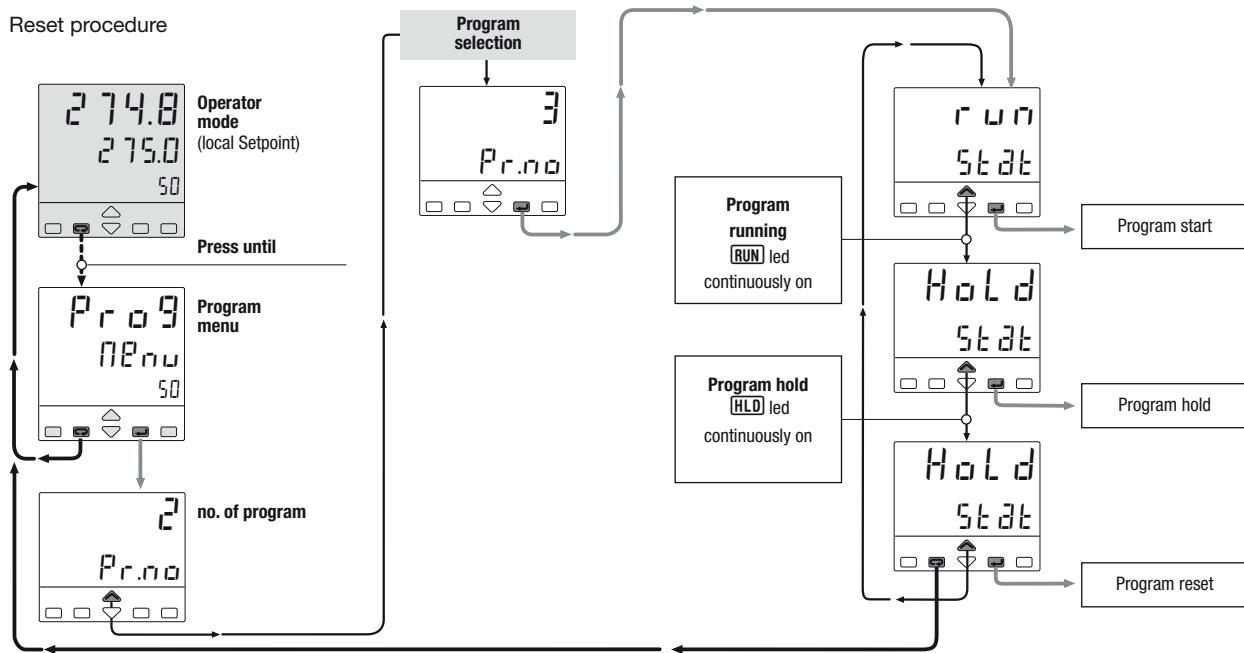 Reset procedure
274.8
275.0
50
Operator
mode
(local Setpoint)
Press until
Prog
MEnu
50
Program
menu
2
Pr.no
no. of program
Program
selection
3
Pr.no
Program
running
RUN led
continuously on
Program hold
HLD led
continuously on
run
Stat
Program start
HoLd
Stat
Program hold
HoLd
Stat
Program reset